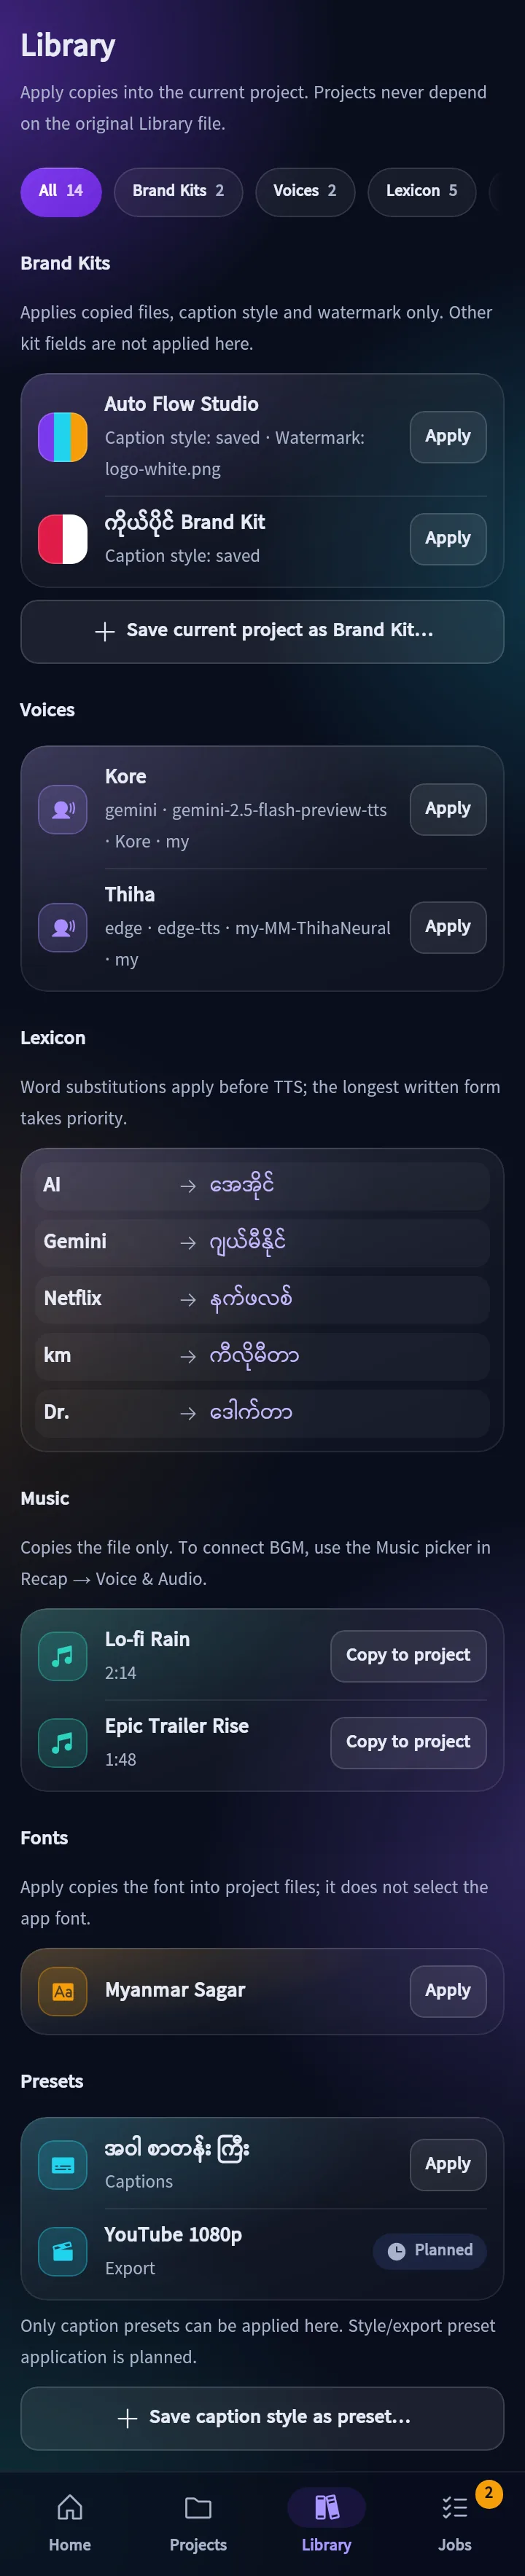 Library
Apply copies into the current project. Projects never depend
on the original Library file.
All 14
Brand Kits 2
Voices 2
Lexicon 5
Brand Kits
Applies copied files, caption style and watermark only. Other
kit fields are not applied here.
Auto Flow Studio
Caption style: saved · Watermark:
logo-white.png
Apply
ကိုယ်ပိုင် Brand Kit
Caption style: saved
Apply
Save current project as Brand Kit…
Voices
Kore
gemini · gemini-2.5-flash-preview-tts
· Kore · my
Apply
Thiha
edge · edge-tts · my-MM-ThihaNeural
· my
Apply
Lexicon
Word substitutions apply before TTS; the longest written form
takes priority.
AI → အေအိုင်
Gemini → ဂျယ်မီနိုင်
Netflix → နက်ဖလစ်
km → ကီလိုမီတာ
Dr. → ဒေါက်တာ
Music
Copies the file only. To connect BGM, use the Music picker in
Recap → Voice & Audio.
Lo-fi Rain
2:14
Copy to project
Epic Trailer Rise
1:48
Copy to project
Fonts
Apply copies the font into project files; it does not select the
app font.
Aa
Myanmar Sagar
Apply
Presets
အဝါ စာတန်း ကြီး
Captions
Apply
YouTube 1080p
Export
Planned
Only caption presets can be applied here. Style/export preset
application is planned.
Save caption style as preset…
2
Home
Projects
Library
Jobs